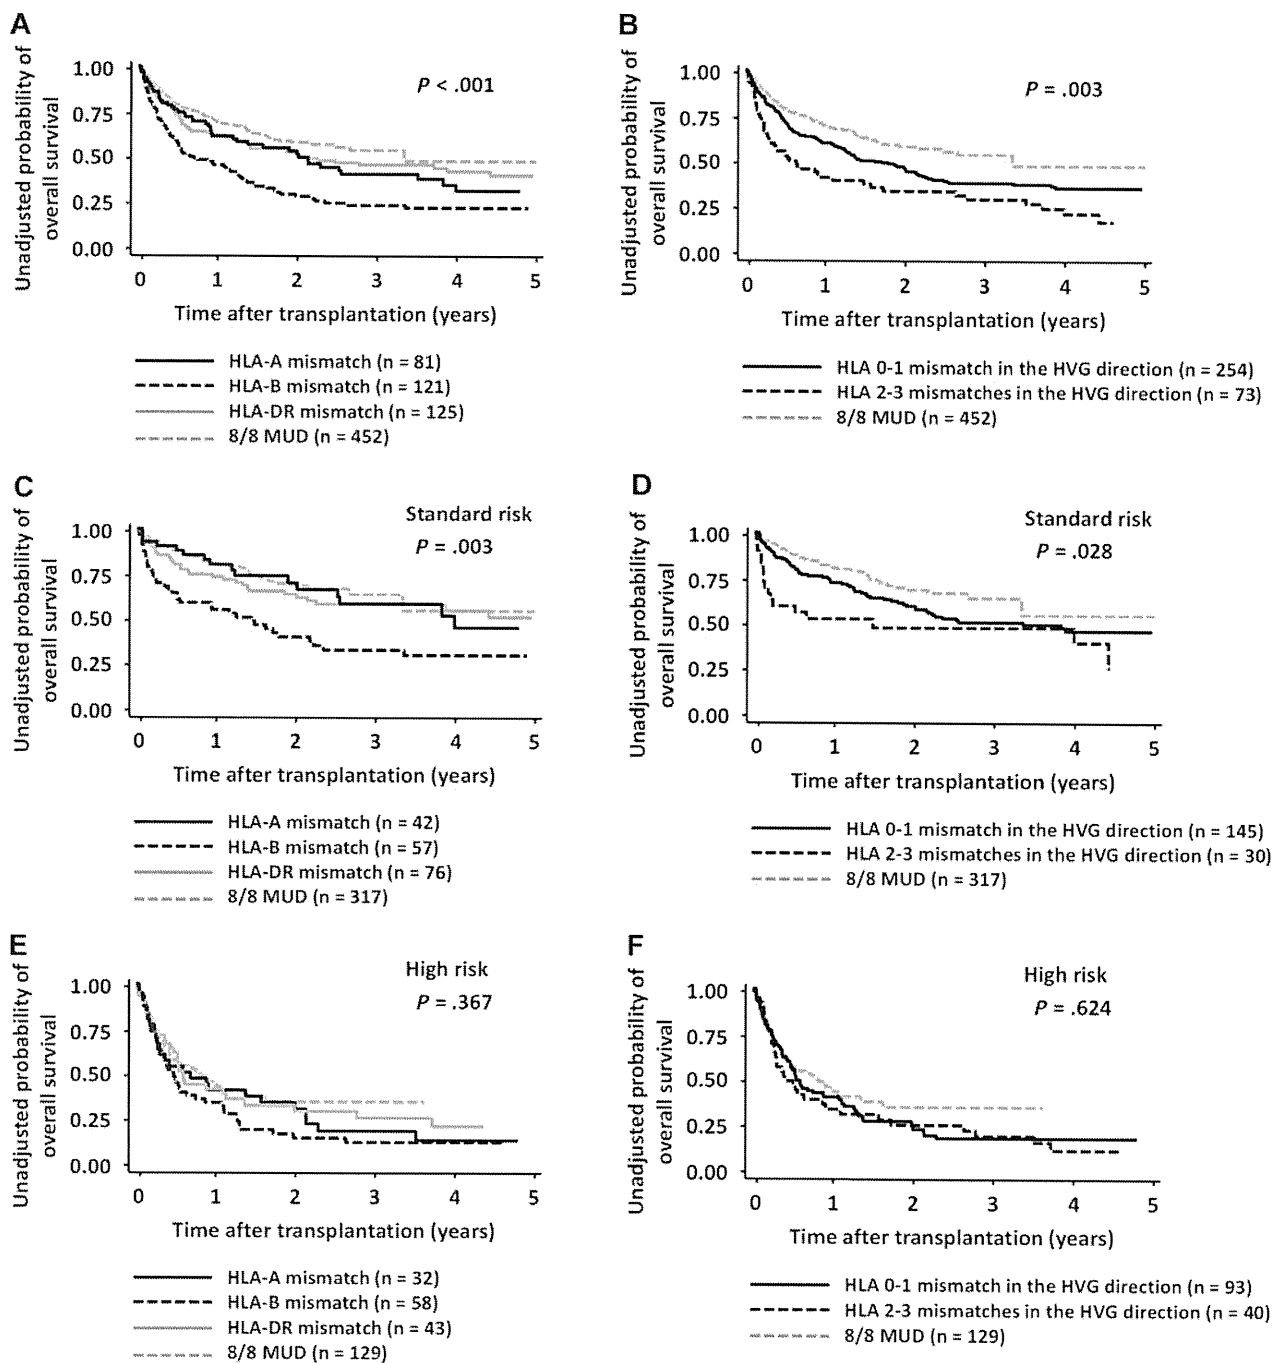 A
Unadjusted probability of
overall survival
1.00
0.75
0.50
0.25
0.00
P < .001
0 1 2 3 4 5
Time after transplantation (years)
HLA-A mismatch (n = 81)
HLA-B mismatch (n = 121)
HLA-DR mismatch (n = 125)
8/8 MUD (n = 452)
B
Unadjusted probability of
overall survival
1.00
0.75
0.50
0.25
0.00
P = .003
0 1 2 3 4 5
Time after transplantation (years)
HLA 0-1 mismatch in the HVG direction (n = 254)
HLA 2-3 mismatches in the HVG direction (n = 73)
8/8 MUD (n = 452)
C
Unadjusted probability of
overall survival
1.00
0.75
0.50
0.25
0.00
Standard risk
P = .003
0 1 2 3 4 5
Time after transplantation (years)
HLA-A mismatch (n = 42)
HLA-B mismatch (n = 57)
HLA-DR mismatch (n = 76)
8/8 MUD (n = 317)
D
Unadjusted probability of
overall survival
1.00
0.75
0.50
0.25
0.00
Standard risk
P = .028
0 1 2 3 4 5
Time after transplantation (years)
HLA 0-1 mismatch in the HVG direction (n = 145)
HLA 2-3 mismatches in the HVG direction (n = 30)
8/8 MUD (n = 317)
E
Unadjusted probability of
overall survival
1.00
0.75
0.50
0.25
0.00
High risk
P = .367
0 1 2 3 4 5
Time after transplantation (years)
HLA-A mismatch (n = 32)
HLA-B mismatch (n = 58)
HLA-DR mismatch (n = 43)
8/8 MUD (n = 129)
F
Unadjusted probability of
overall survival
1.00
0.75
0.50
0.25
0.00
High risk
P = .624
0 1 2 3 4 5
Time after transplantation (years)
HLA 0-1 mismatch in the HVG direction (n = 93)
HLA 2-3 mismatches in the HVG direction (n = 40)
8/8 MUD (n = 129)